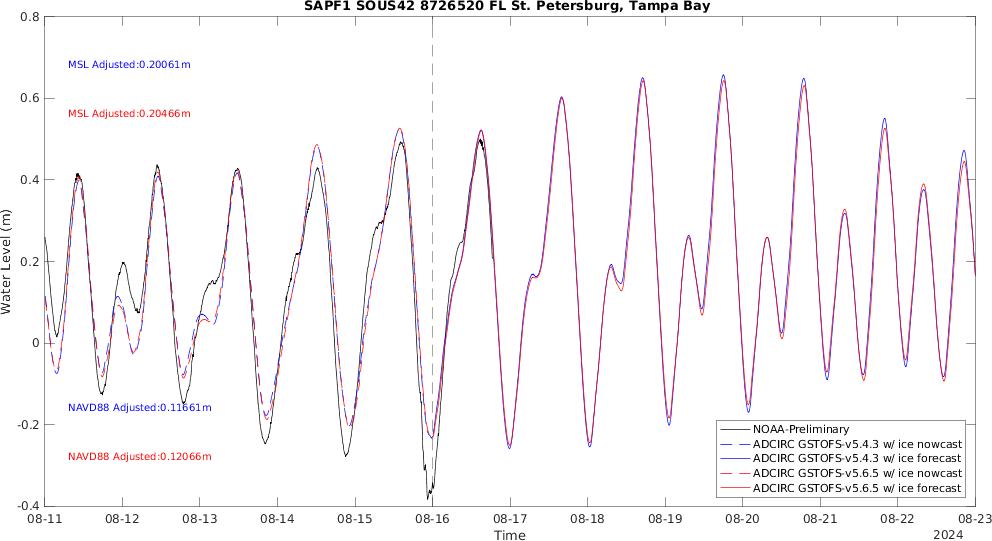 SAPF1 SOUS42 8726520 FL St. Petersburg, Tampa Bay
0.8
0.6
0.4
0.2
0
-0.2
-0.4
Water Level (m)
MSL Adjusted:0.20061m
MSL Adjusted:0.20466m
NAVD88 Adjusted:0.11661m
NAVD88 Adjusted:0.12066m
NOAA-Preliminary
ADCIRC GSTOFS-v5.4.3 w/ ice nowcast
ADCIRC GSTOFS-v5.4.3 w/ ice forecast
ADCIRC GSTOFS-v5.6.5 w/ ice nowcast
ADCIRC GSTOFS-v5.6.5 w/ ice forecast
08-11 08-12 08-13 08-14 08-15 08-16 08-17 08-18 08-19 08-20 08-21 08-22 08-23
Time
2024